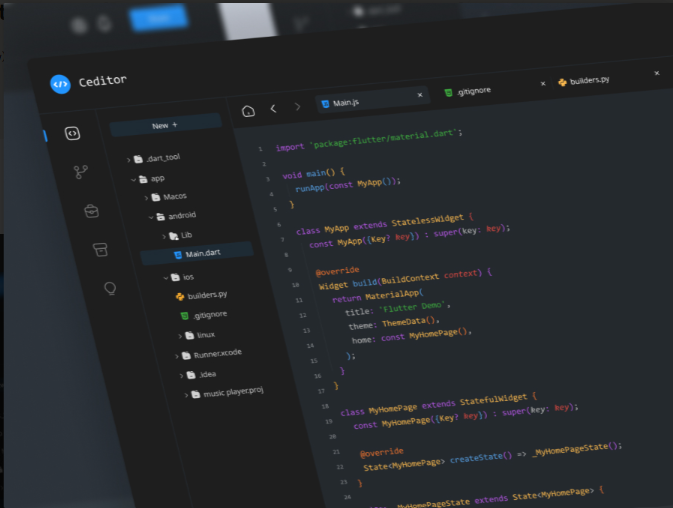 Ceditor
New +
.dart_tool
app
Macos
android
Lib
Main.dart
ios
builders.py
.gitignore
linux
Runner.xcode
.idea
music player.proj
Main.js ×
.gitignore ×
builders.py ×
1 import 'package:flutter/material.dart';
2
3 void main() {
4 runApp(const MyApp());
5 }
6
7 class MyApp extends StatelessWidget {
const MyApp({Key? key}) : super(key: key);
8
9 @override
10 Widget build(BuildContext context) {
11 return MaterialApp(
12 title: 'Flutter Demo',
13 theme: ThemeData(),
14 home: const MyHomePage(),
15 );
16 }
17 }
18
19 class MyHomePage extends StatefulWidget {
const MyHomePage({Key? key}) : super(key: key);
20
21 @override
22 State<MyHomePage> createState() => _MyHomePageState();
23 }
24
_MyHomePageState extends State<MyHomePage> {